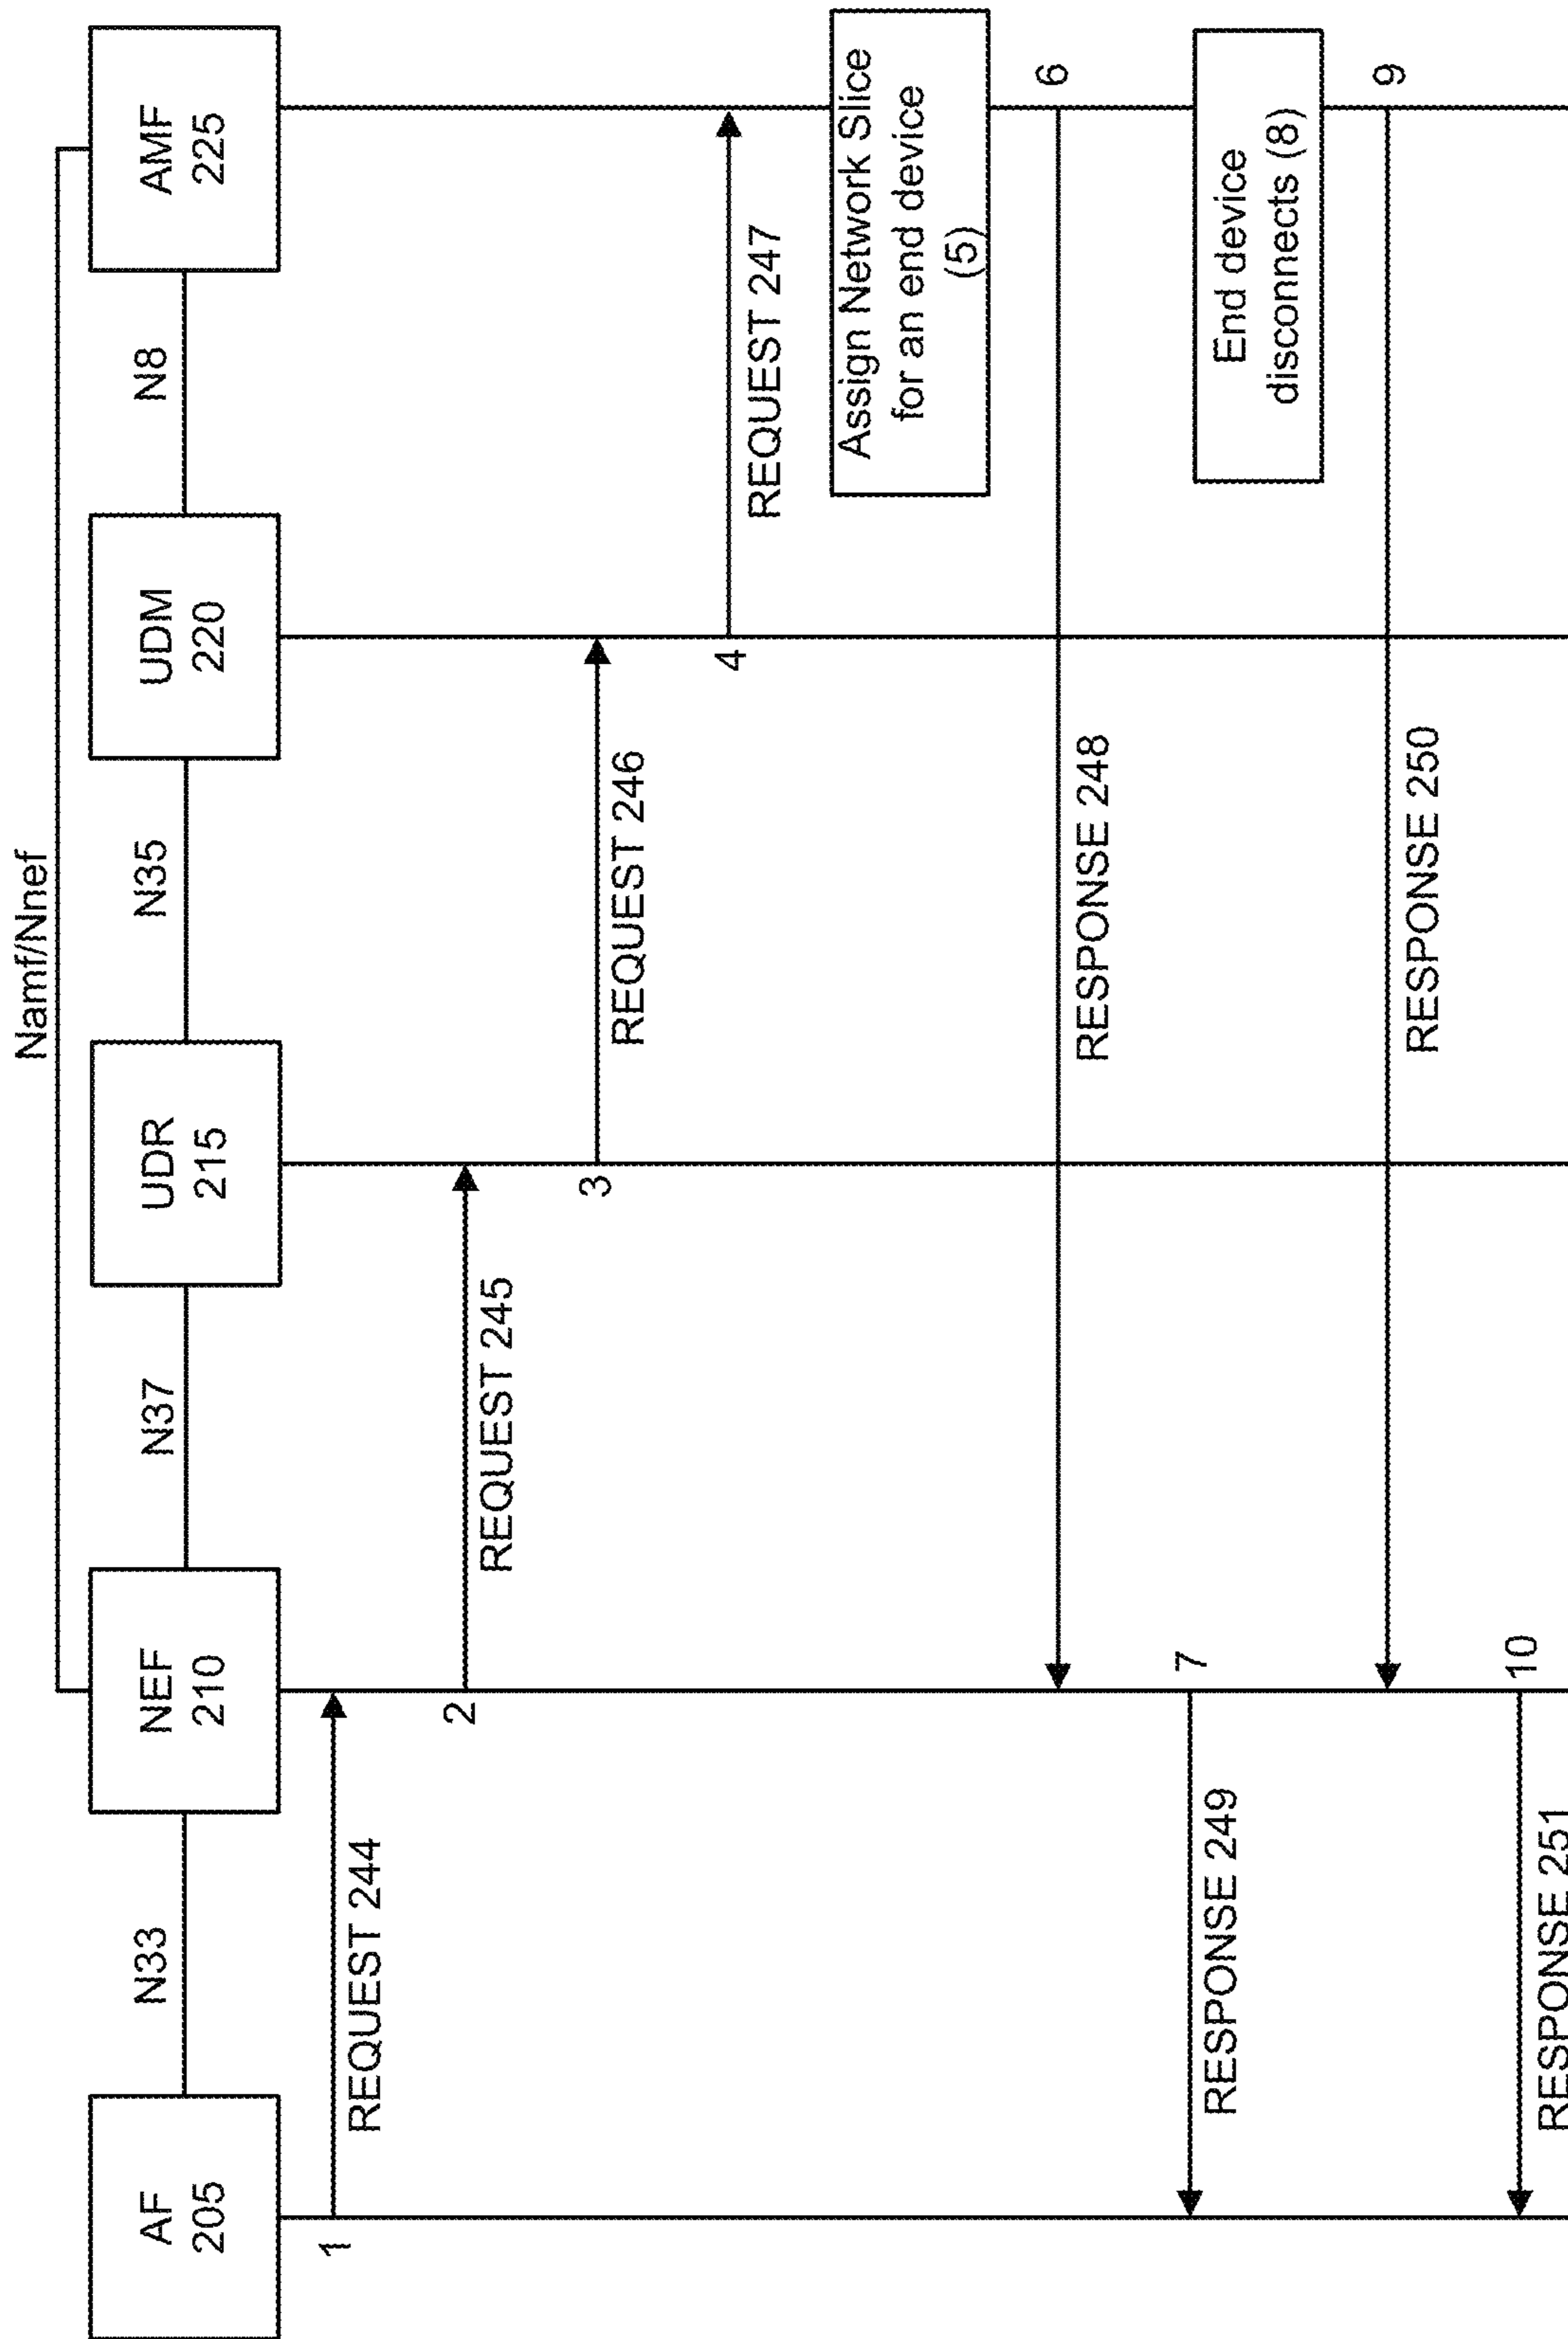 Namf/Nnef
AF
205
N33
NEF
210
N37
UDR
215
N35
UDM
220
N8
AMF
225
1
REQUEST 244
2
REQUEST 245
3
REQUEST 246
4
REQUEST 247
Assign Network Slice
for an end device
(5)
6
RESPONSE 248
7
RESPONSE 249
End device
disconnects (8)
9
RESPONSE 250
10
RESPONSE 251